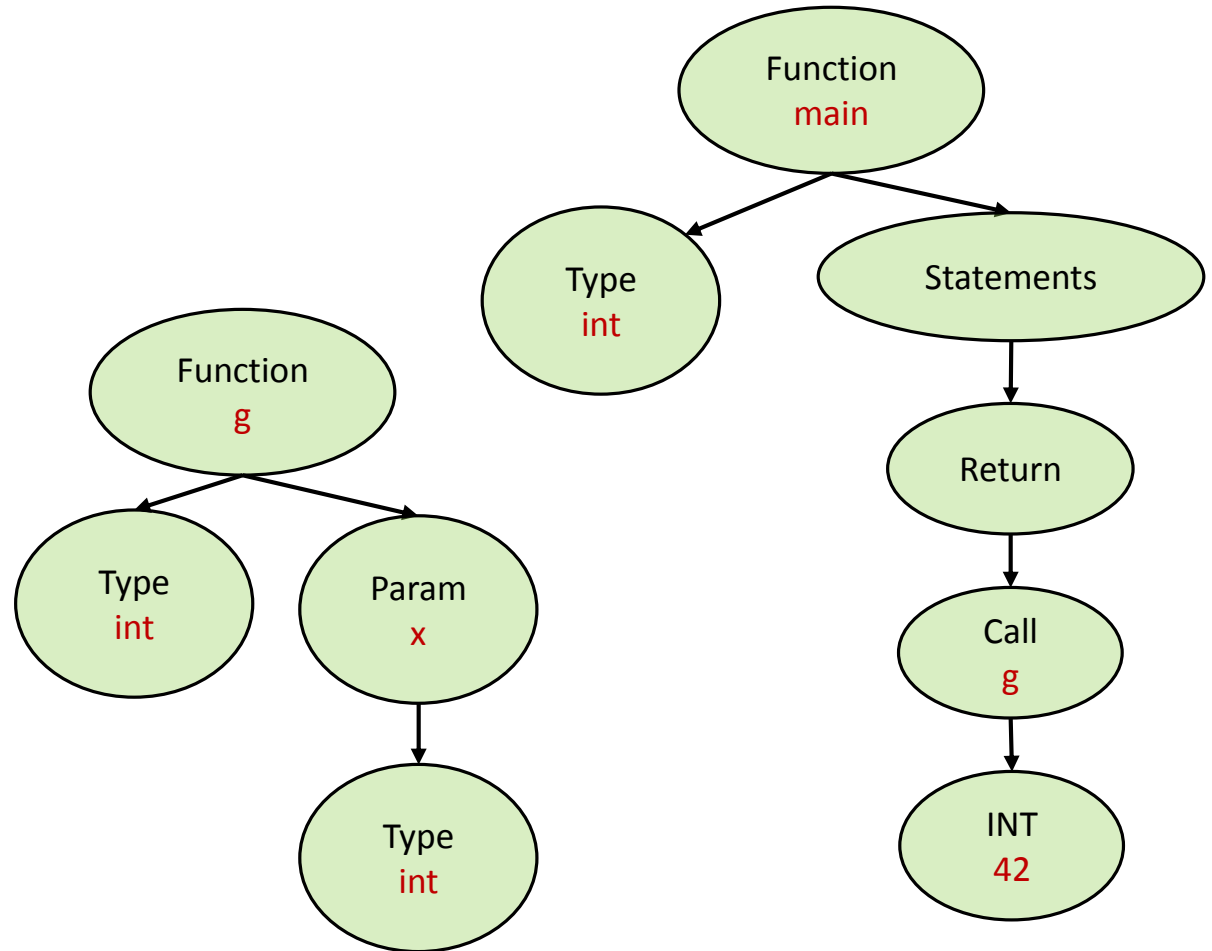 Function
main
Type
int
Statements
Function
g
Return
Type
int
Param
x
Call
g
Type
int
INT
42